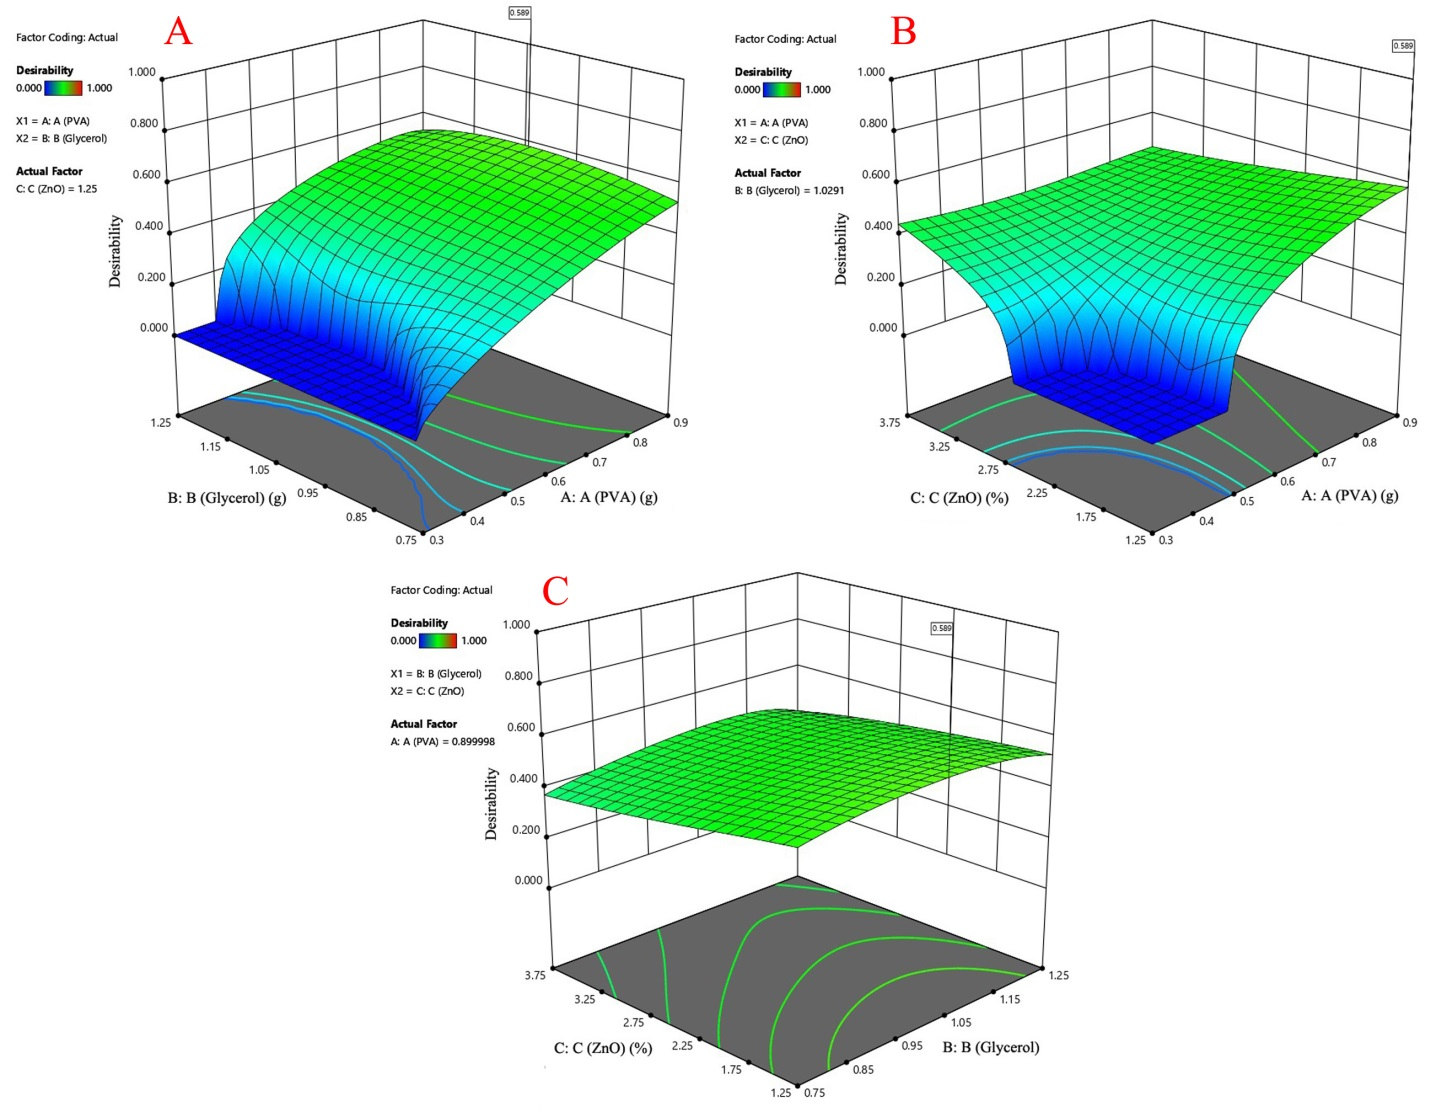 A
Factor Coding: Actual
Desirability
0.000 1.000
X1 = A: A (PVA)
X2 = B: B (Glycerol)
Actual Factor
C: C (ZnO) = 1.25
0.589
Desirability
1.000
0.800
0.600
0.400
0.200
0.000
1.25
1.15
1.05
0.95
0.85
0.75
B: B (Glycerol) (g)
0.3
0.4
0.5
0.6
0.7
0.8
0.9
A: A (PVA) (g)
B
Factor Coding: Actual
Desirability
0.000 1.000
X1 = A: A (PVA)
X2 = C: C (ZnO)
Actual Factor
B: B (Glycerol) = 1.0291
0.589
Desirability
1.000
0.800
0.600
0.400
0.200
0.000
3.75
3.25
2.75
2.25
1.75
1.25
C: C (ZnO) (%)
0.3
0.4
0.5
0.6
0.7
0.8
0.9
A: A (PVA) (g)
C
Factor Coding: Actual
Desirability
0.000 1.000
X1 = B: B (Glycerol)
X2 = C: C (ZnO)
Actual Factor
A: A (PVA) = 0.899998
0.589
Desirability
1.000
0.800
0.600
0.400
0.200
0.000
3.75
3.25
2.75
2.25
1.75
1.25
C: C (ZnO) (%)
0.75
0.85
0.95
1.05
1.15
1.25
B: B (Glycerol)